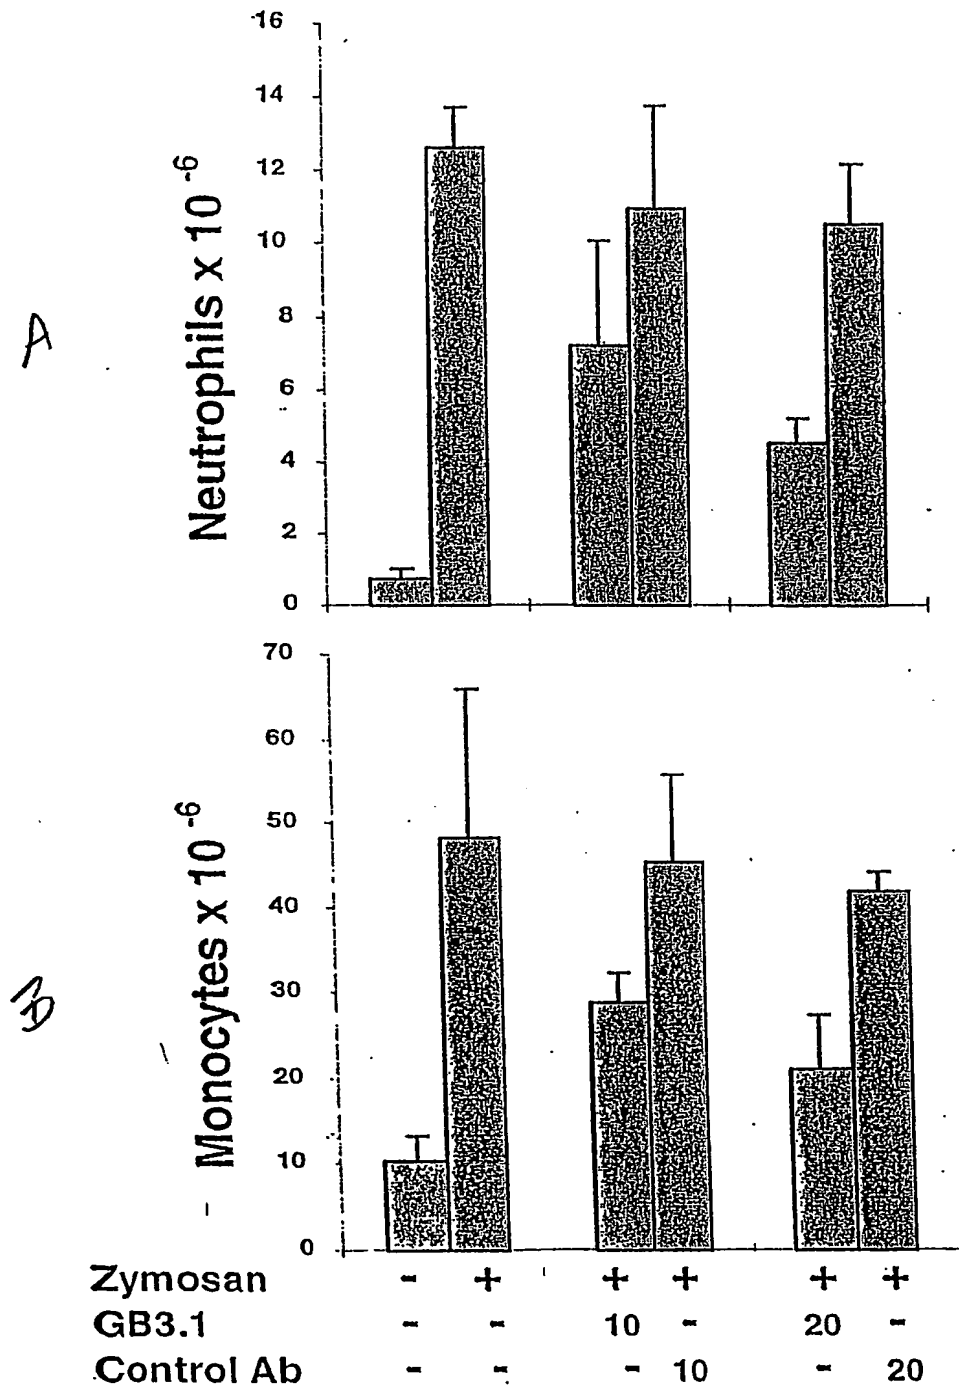 A
Neutrophils x 10 -6
16
14
12
10
8
6
4
2
0
B
Monocytes x 10 -6
70
60
50
40
30
20
10
0
Zymosan - + + + + +
GB3.1 - - 10 - 20 -
Control Ab - - - 10 - 20